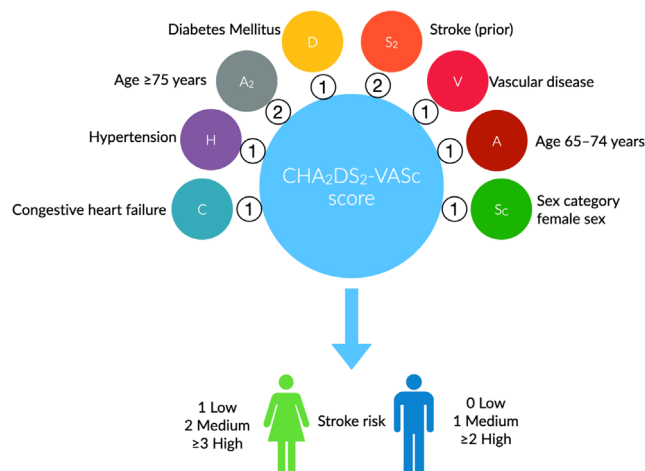 Diabetes Mellitus
D
1
S₂
2
Stroke (prior)
Age ≥75 years
A₂
2
V
1
Vascular disease
Hypertension
H
1
A
1
Age 65–74 years
Congestive heart failure
C
1
CHA₂DS₂-VASc
score
Sc
1
Sex category
female sex
1 Low
2 Medium
≥3 High
Stroke risk
0 Low
1 Medium
≥2 High